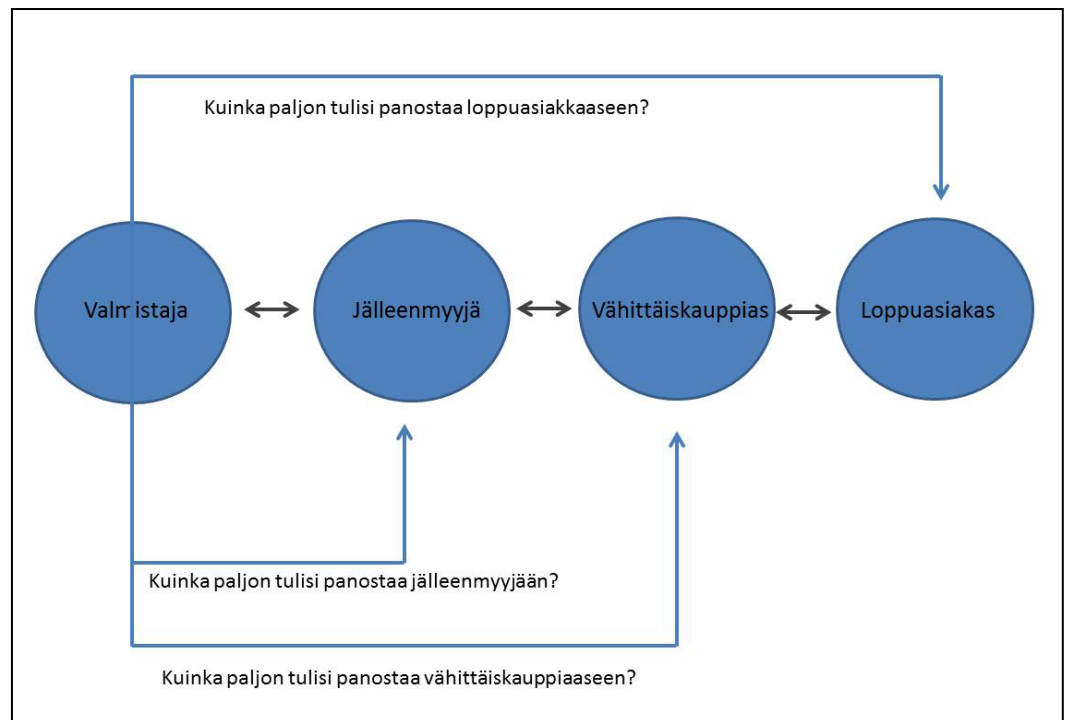 Kuinka paljon tulisi panostaa loppuasiakkaaseen?
Valmistaja
Jälleenmyyjä
Vähittäiskauppias
Loppuasiakas
Kuinka paljon tulisi panostaa jälleenmyyjään?
Kuinka paljon tulisi panostaa vähittäiskauppiaaseen?